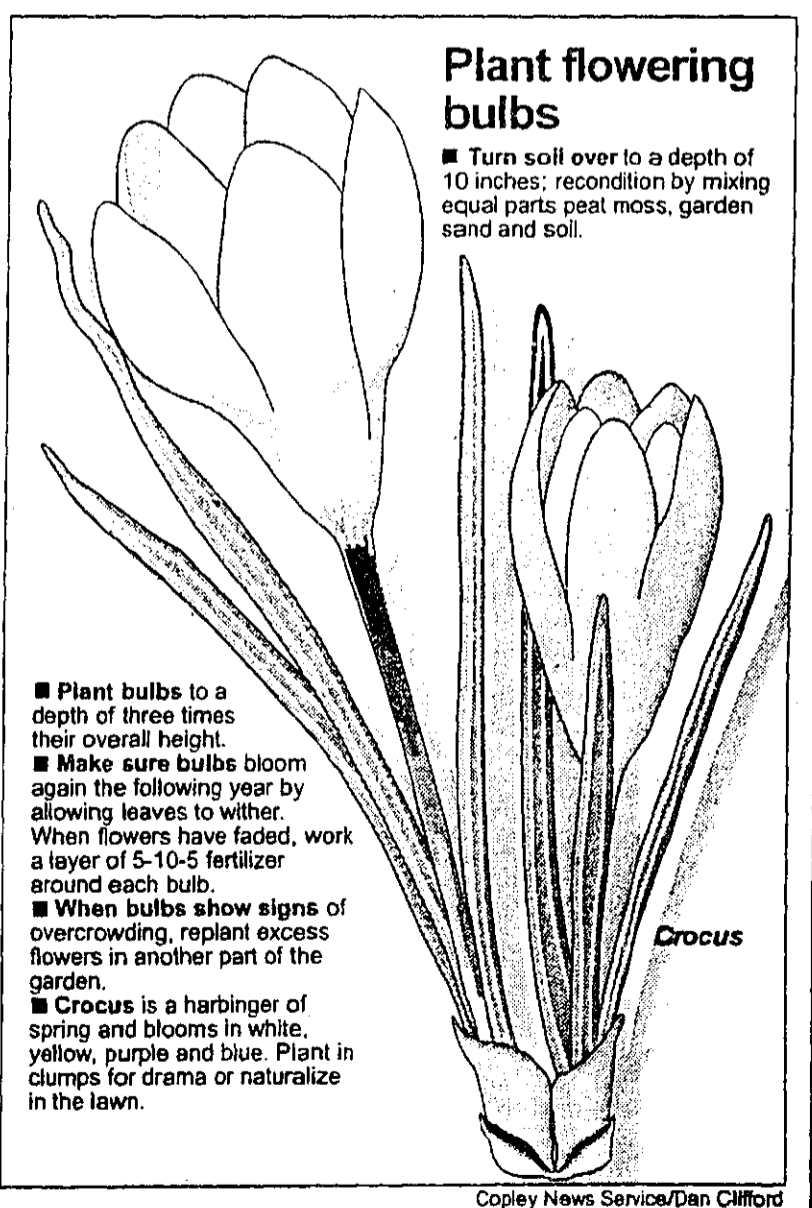 Plant flowering
bulbs
■ Turn soil over to a depth of
10 inches; recondition by mixing
equal parts peat moss, garden
sand and soil.
■ Plant bulbs to a
depth of three times
their overall height.
■ Make sure bulbs bloom
again the following year by
allowing leaves to wither.
When flowers have faded, work
a layer of 5-10-5 fertilizer
around each bulb.
■ When bulbs show signs of
overcrowding, replant excess
flowers in another part of the
garden.
■ Crocus is a harbinger of
spring and blooms in white,
yellow, purple and blue. Plant in
clumps for drama or naturalize
in the lawn.
Crocus
Copley News Service/Dan Clifford